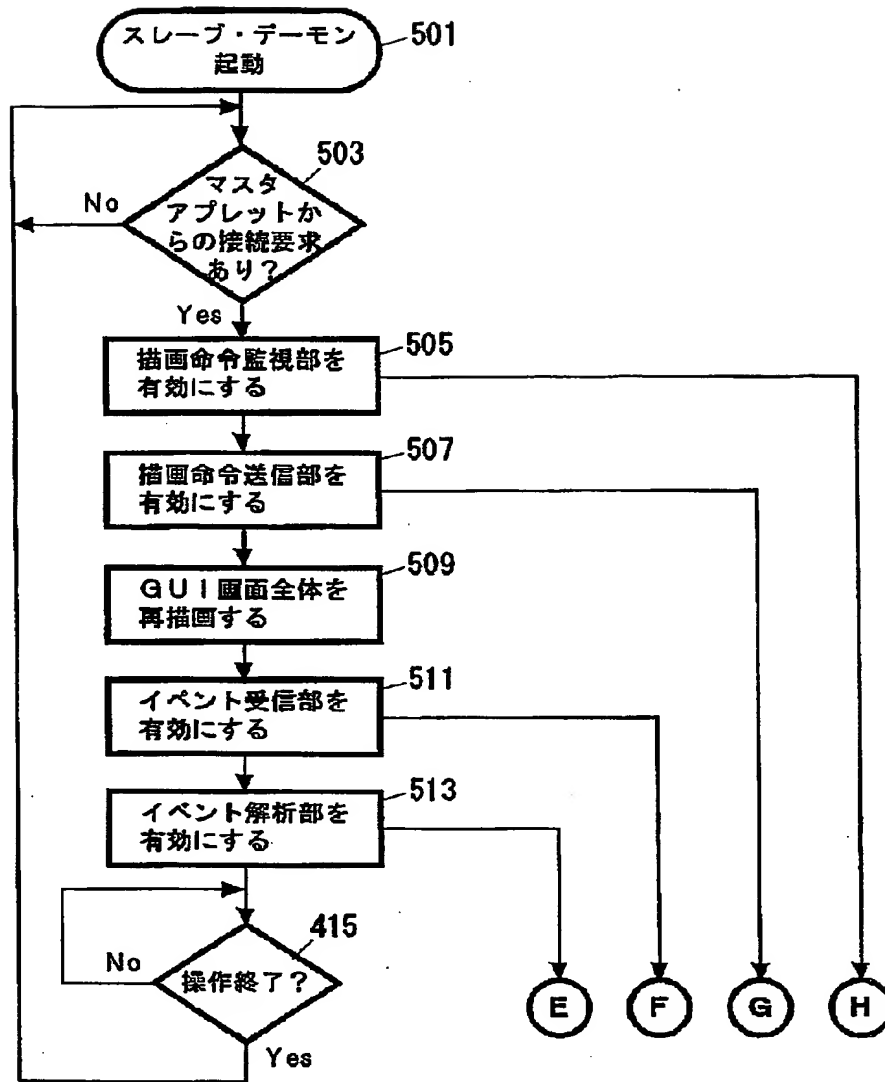 スレーブ・デーモン
起動
501
503
マスタ
アプレットか
らの接続要求
あり?
No
Yes
描画命令監視部を
有効にする
505
描画命令送信部を
有効にする
507
GUI画面全体を
再描画する
509
イベント受信部を
有効にする
511
イベント解析部を
有効にする
513
415
操作終了?
No
Yes
E
F
G
H